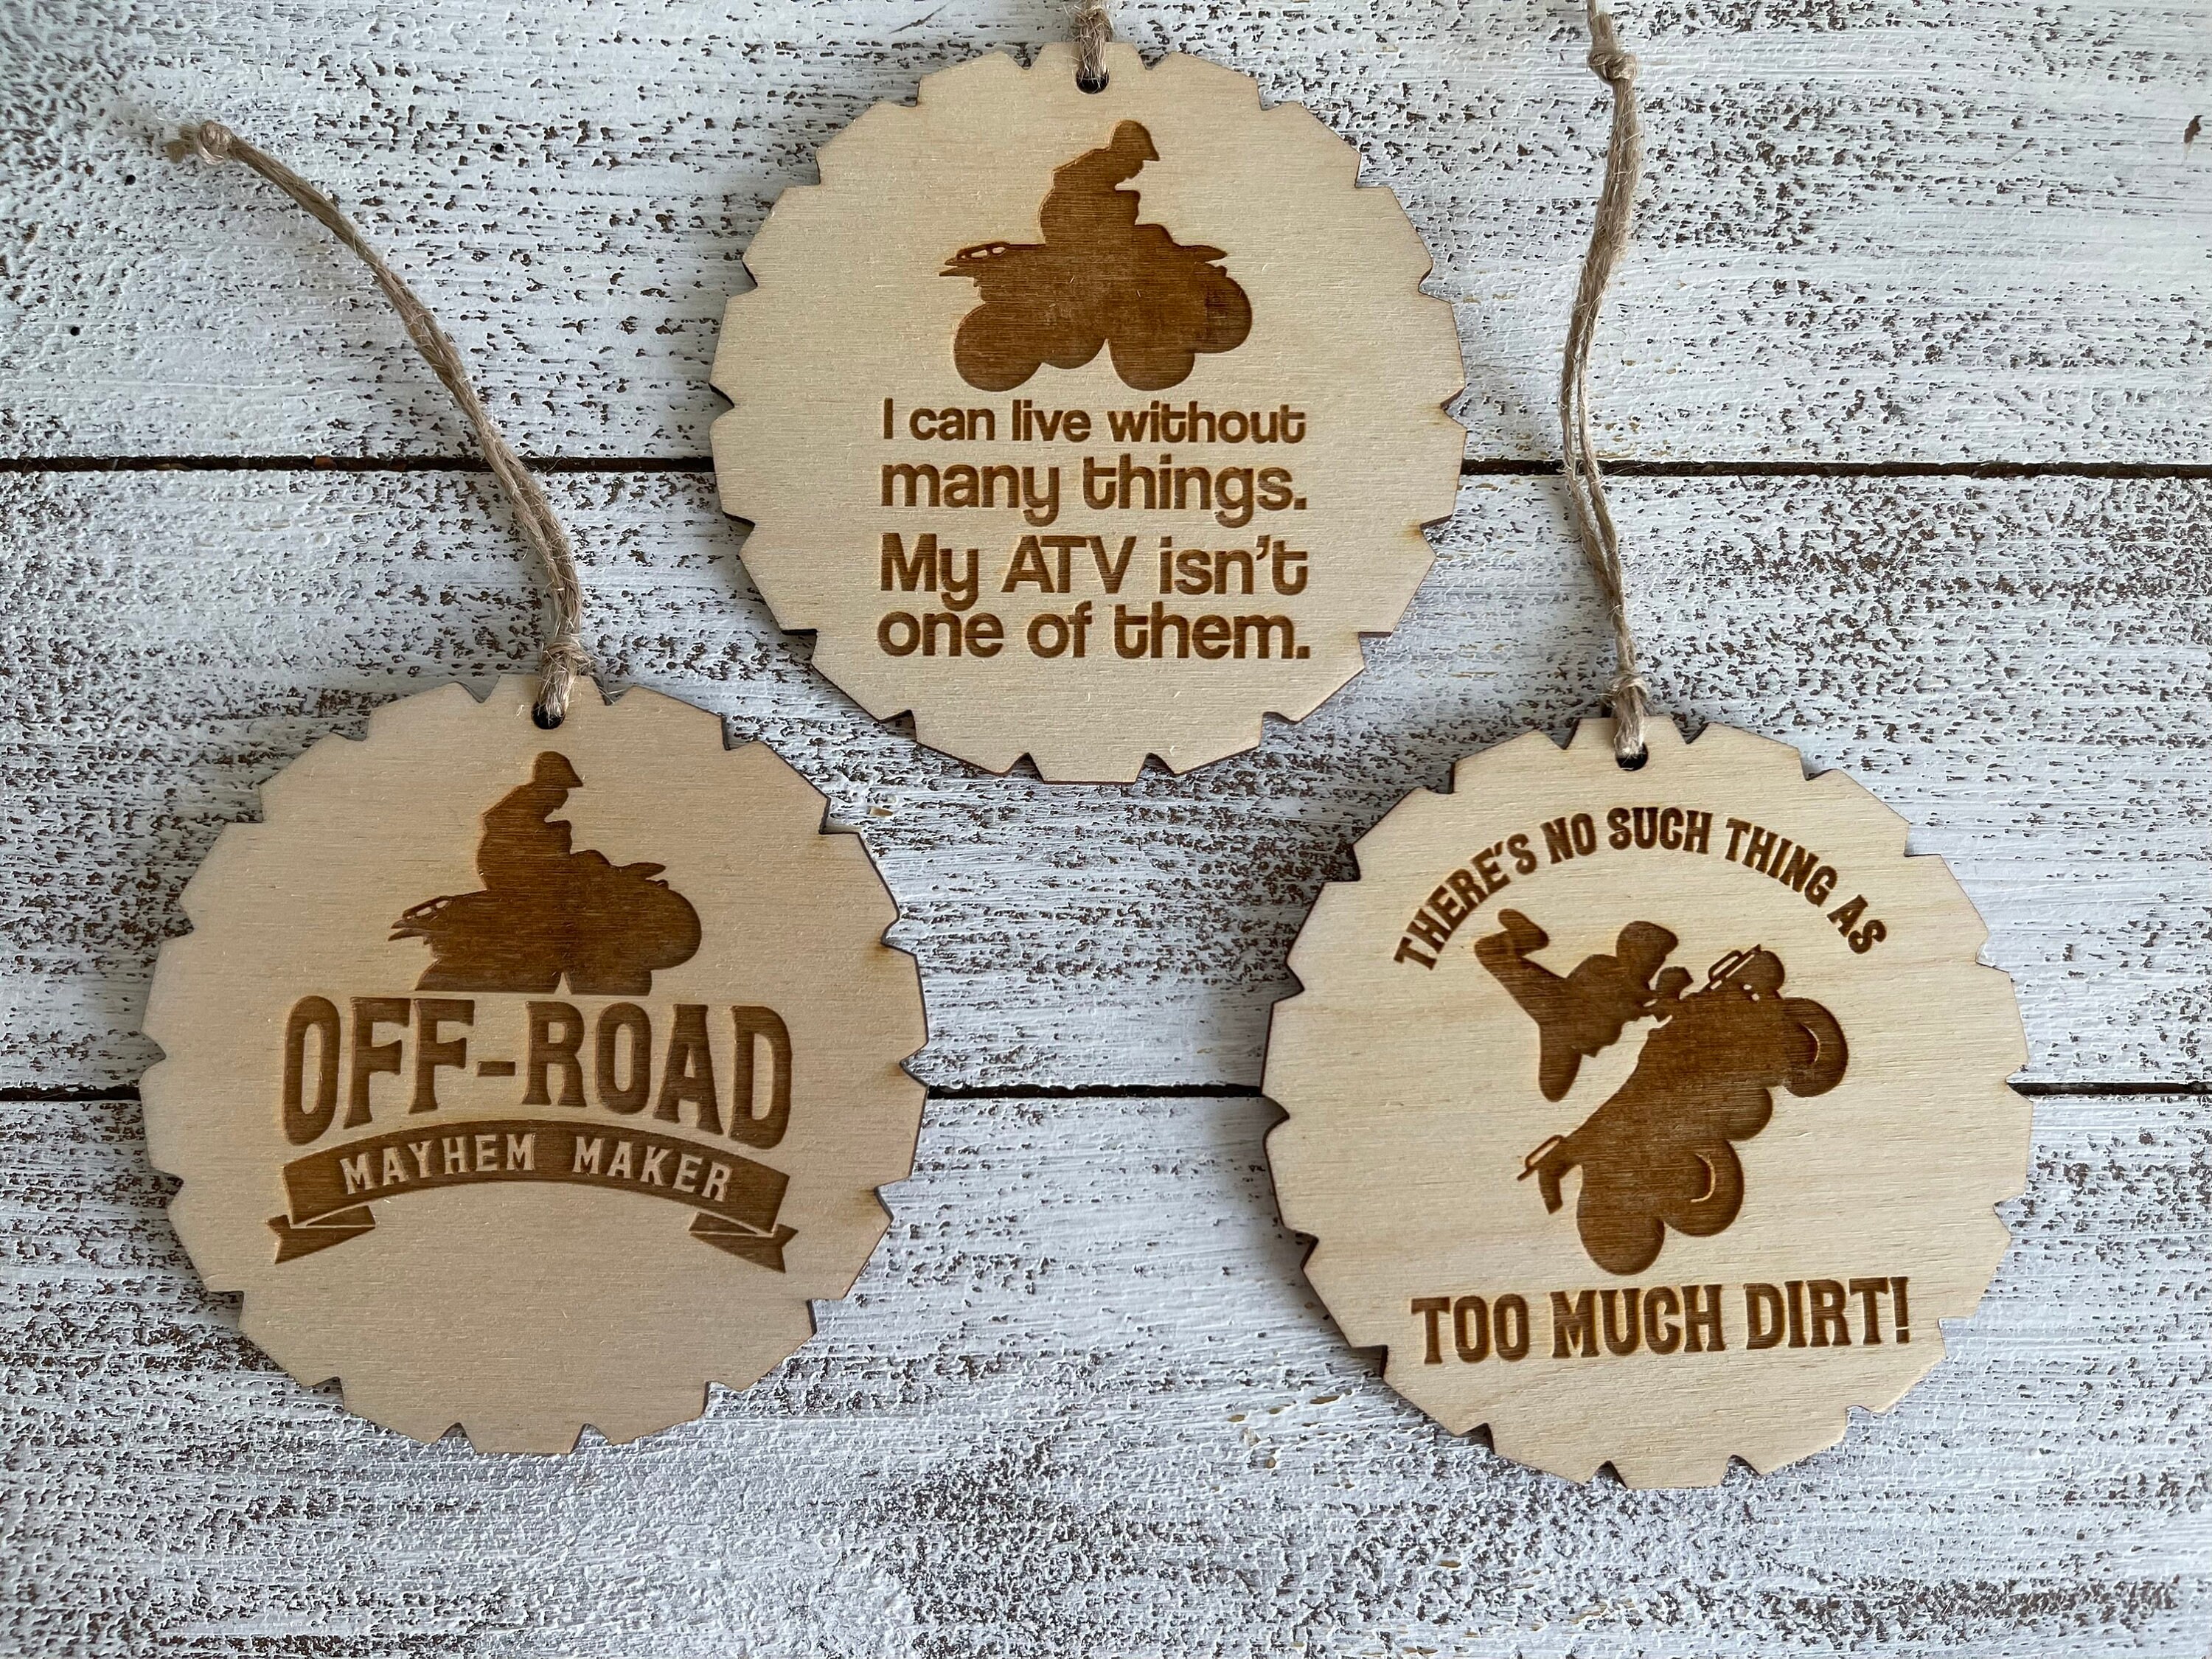 I can live without
many things.
My ATV isn't
one of them.
OFF-ROAD
MAYHEM MAKER
THERE'S NO SUCH THING AS
TOO MUCH DIRT!